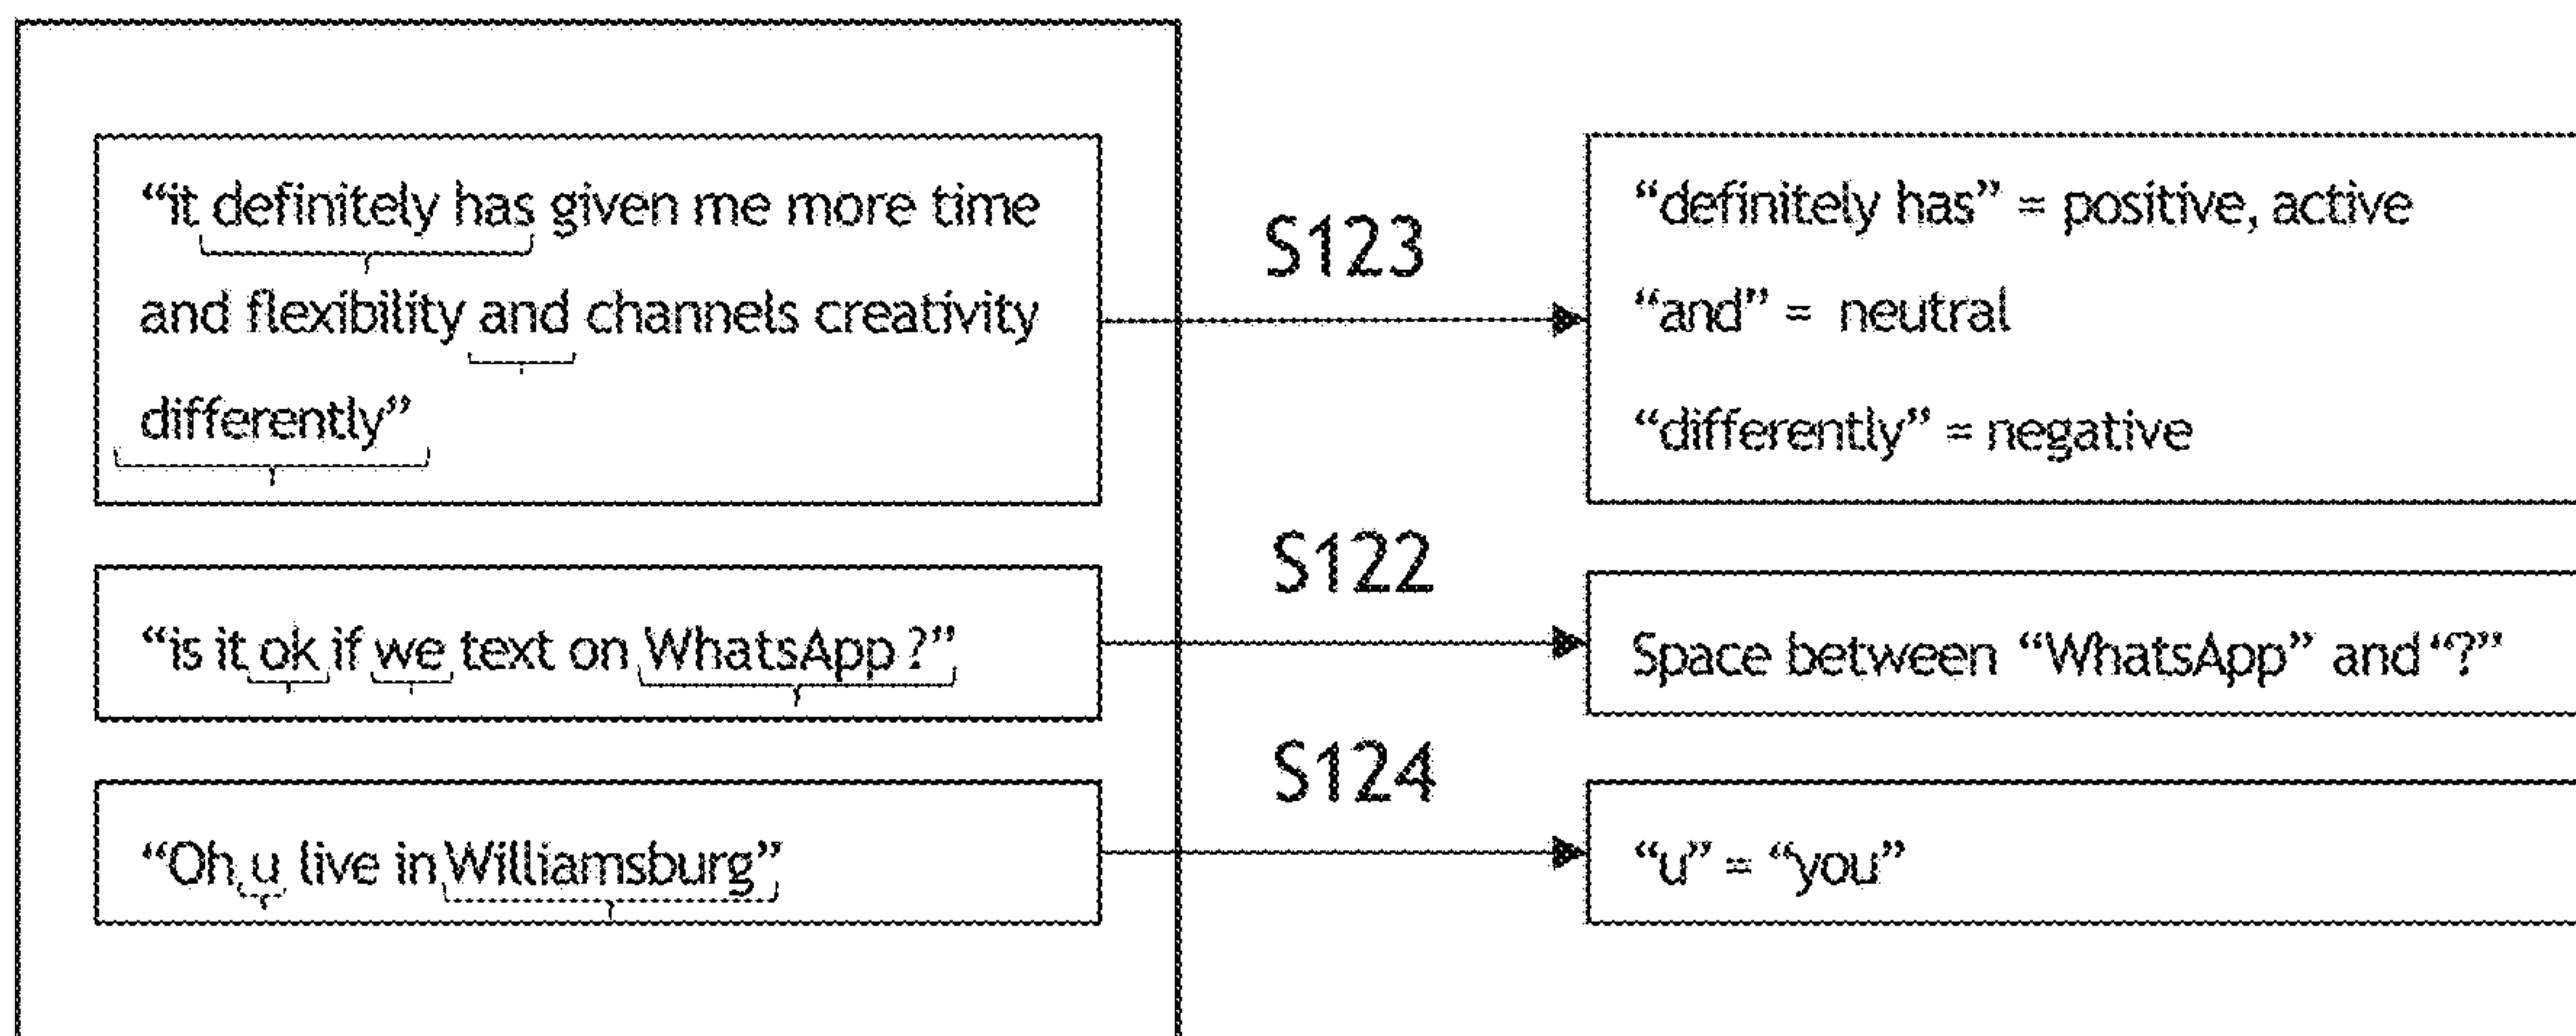 “it definitely has given me more time
and flexibility and channels creativity
differently”
S123
“definitely has” = positive, active
“and” = neutral
“differently” = negative
“is it ok if we text on WhatsApp ?”
S122
Space between “WhatsApp” and “?”
“Oh u live in Williamsburg”
S124
“u” = “you”